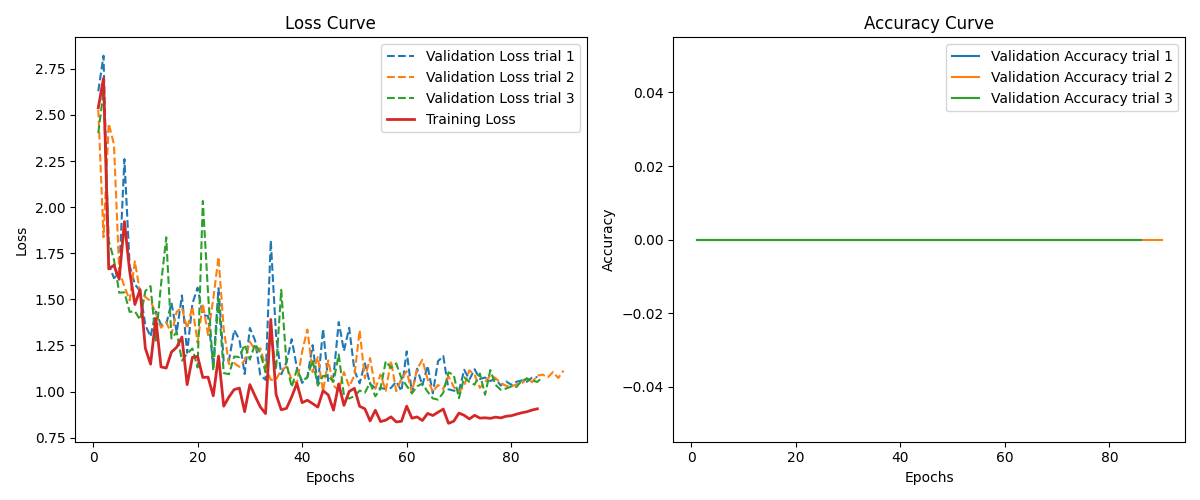 Loss Curve
Validation Loss trial 1
Validation Loss trial 2
Validation Loss trial 3
Training Loss
Loss
2.75
2.50
2.25
2.00
1.75
1.50
1.25
1.00
0.75
0 20 40 60 80
Epochs
Accuracy Curve
Validation Accuracy trial 1
Validation Accuracy trial 2
Validation Accuracy trial 3
Accuracy
0.04
0.02
0.00
−0.02
−0.04
0 20 40 60 80
Epochs